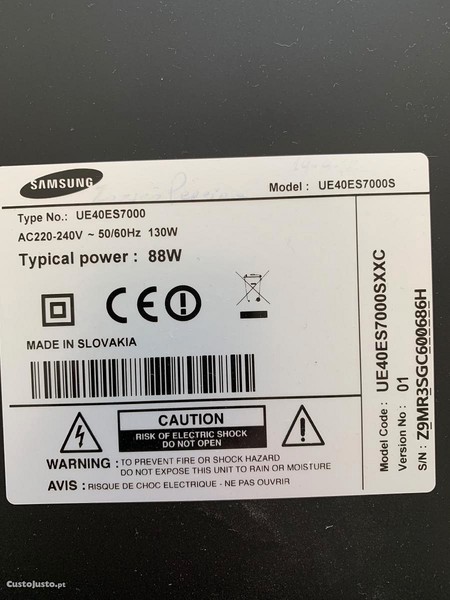 SAMSUNG
Model : UE40ES7000S
Type No.: UE40ES7000
AC220-240V ~ 50/60Hz 130W
Typical power : 88W
CE
MADE IN SLOVAKIA
CAUTION
RISK OF ELECTRIC SHOCK
DO NOT OPEN
WARNING : TO PREVENT FIRE OR SHOCK HAZARD
DO NOT EXPOSE THIS UNIT TO RAIN OR MOISTURE
AVIS : RISQUE DE CHOC ELECTRIQUE - NE PAS OUVRIR
Model Code : UE40ES7000SXXC
Version No : 01
S/N : Z9MR3SGC600686H
CustoJusto.pt